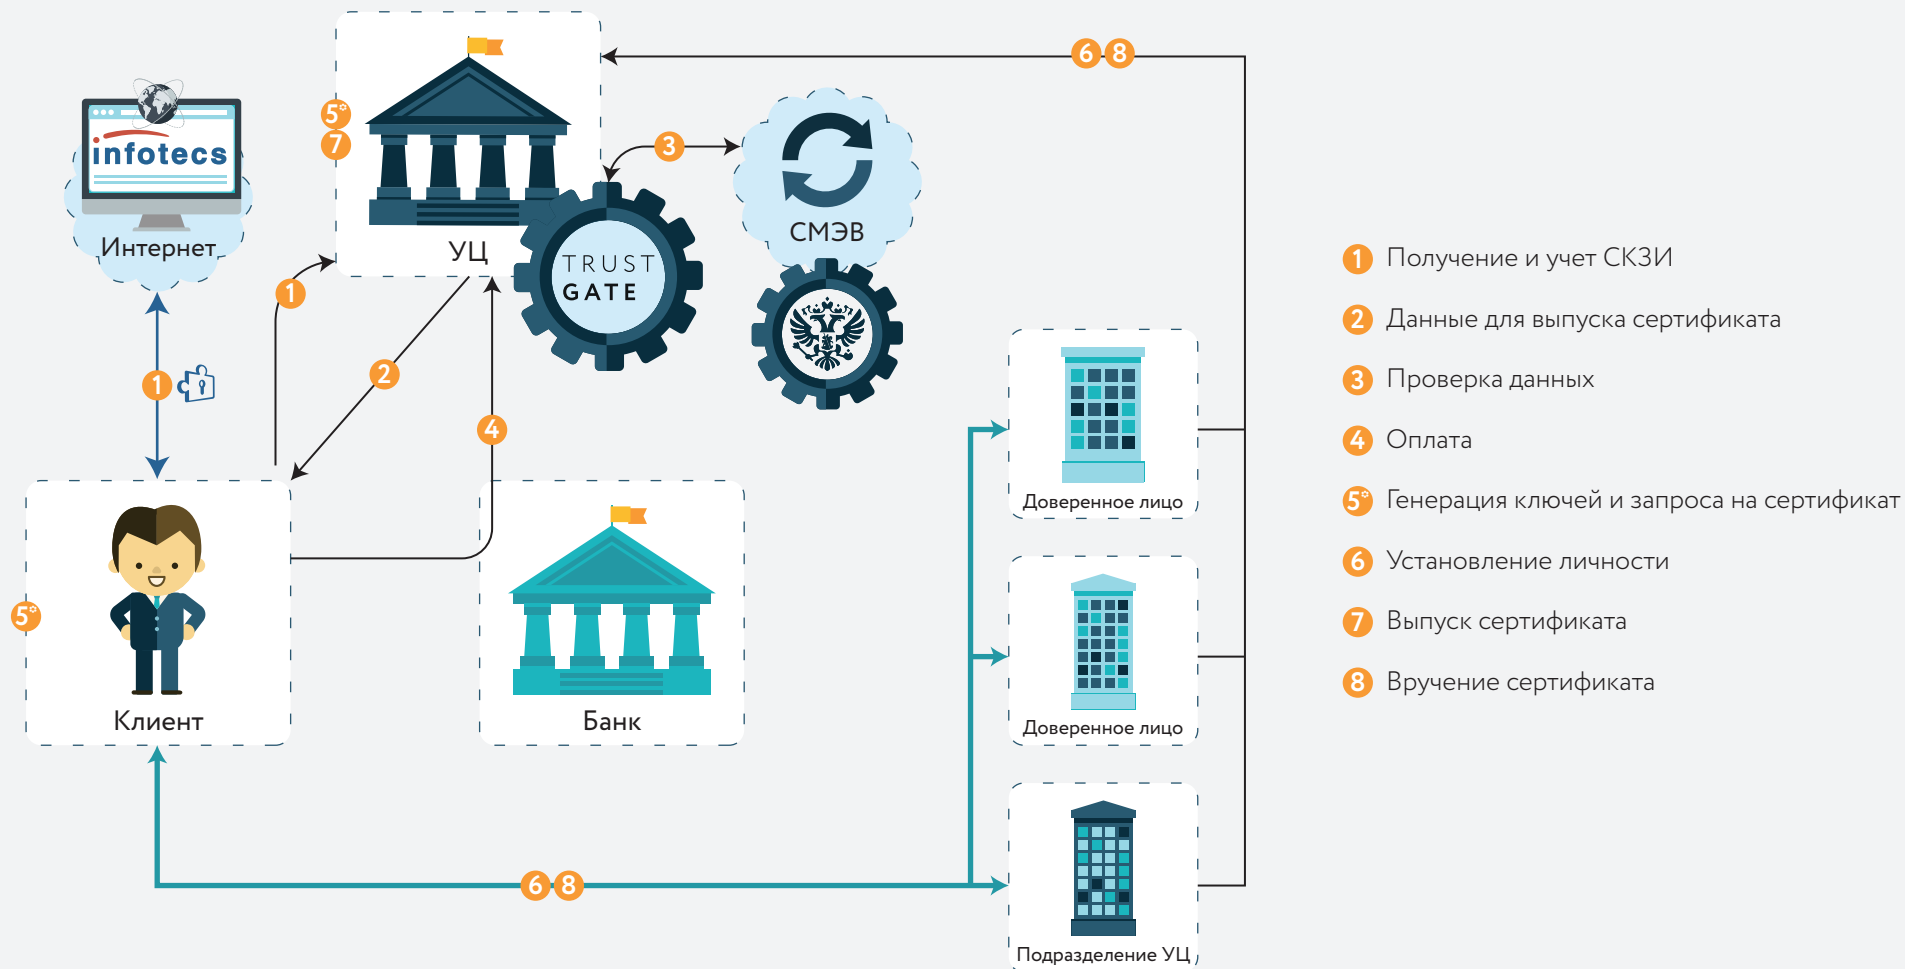 6 8
infotecs
Интернет
5*
7
УЦ
3
СМЭВ
TRUST
GATE
1
2
1
4
Клиент
5*
Банк
Доверенное лицо
Доверенное лицо
Подразделение УЦ
6 8
1 Получение и учет СКЗИ
2 Данные для выпуска сертификата
3 Проверка данных
4 Оплата
5* Генерация ключей и запроса на сертификат
6 Установление личности
7 Выпуск сертификата
8 Вручение сертификата